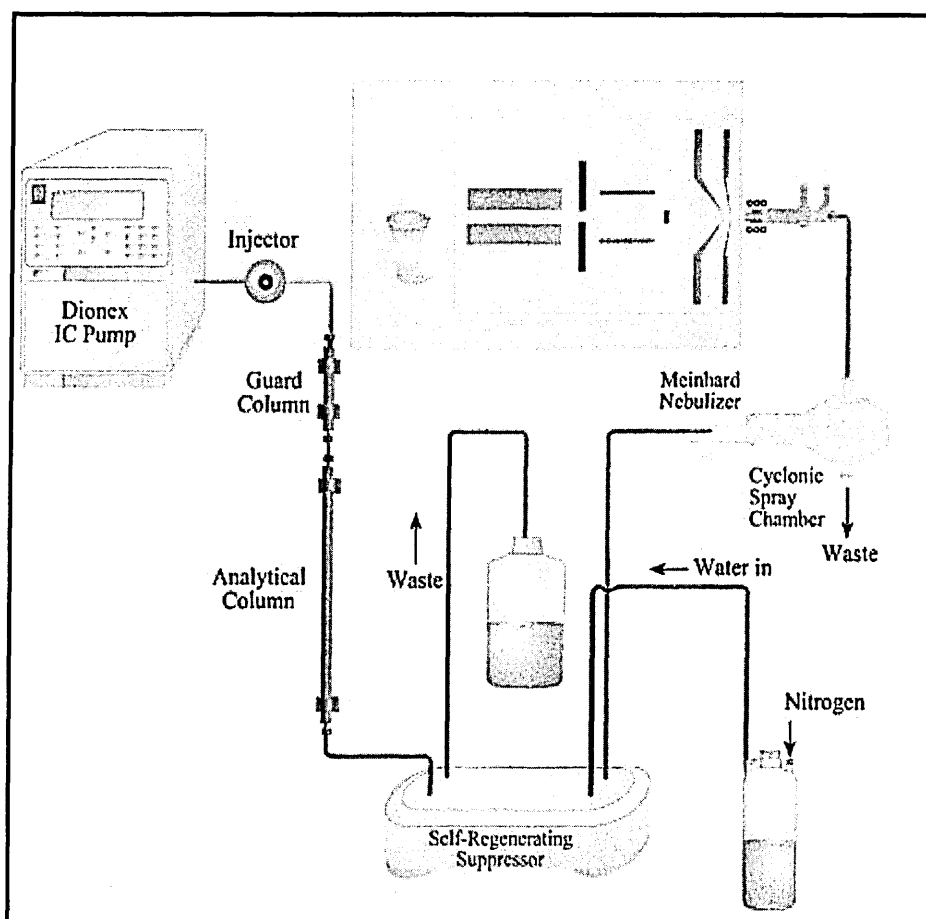 Injector
Dionex
IC Pump
Guard
Column
Meinhard
Nebulizer
Cyclonic
Spray
Chamber
Waste
Waste
Water in
Analytical
Column
Nitrogen
Self-Regenerating
Suppressor